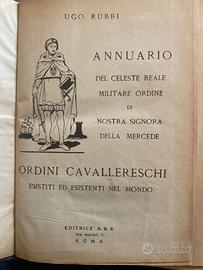 UGO RUBBI
ANNUARIO
DEL CELESTE REALE
MILITARE ORDINE
DI
NOSTRA SIGNORA
DELLA MERCEDE
ORDINI CAVALLERESCHI
ESISTITI ED ESISTENTI NEL MONDO
EDITRICE A.R.S.
ROMA
subito